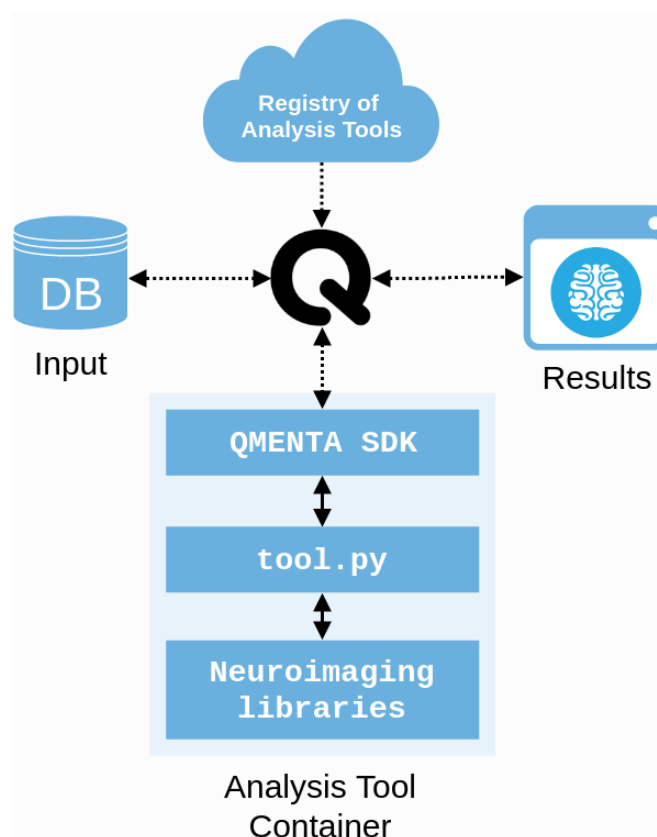 Registry of
Analysis Tools
DB
Input
Results
QMENTA SDK
tool.py
Neuroimaging
libraries
Analysis Tool
Container